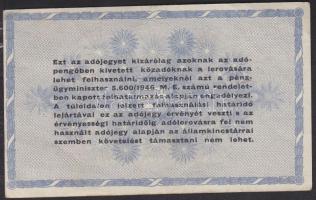 Ezt az adójegyet kizárólag azoknak az adó-
pengőben kivetett közadóknak a lerovására
lehet felhasználni, amelyeknél azt a pénz-
ügyminiszter 5.600/1946 M. E. számú rendelet-
ben kapott felhatalmazás alapján engedélyezi.
A túloldalon jelzett felhasználási határidő
lejártával ez az adójegy érvényét veszti s az
érvényességi határidőig adólerovásra fel nem
használt adójegy alapján az államkincstárral
szemben követelést támasztani nem lehet.